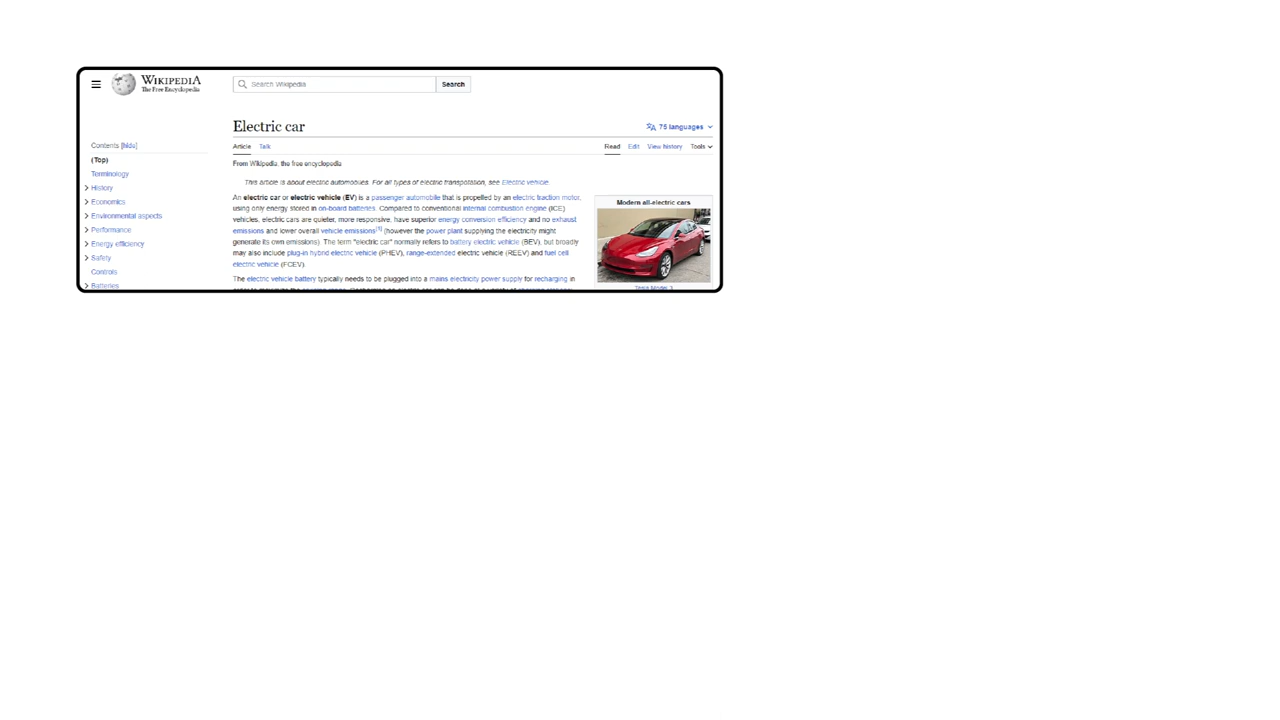 WIKIPEDIA
The Free Encyclopedia
Search Wikipedia
Search
Electric car
75 languages
Contents [hide]
Article Talk
Read Edit View history Tools
(Top)
From Wikipedia, the free encyclopedia
Terminology
This article is about electric automobiles. For all types of electric transportation, see Electric vehicle.
History
An electric car or electric vehicle (EV) is a passenger automobile that is propelled by an electric traction motor,
Economics
using only energy stored in on-board batteries. Compared to conventional internal combustion engine (ICE)
Modern all-electric cars
Environmental aspects
vehicles, electric cars are quieter, more responsive, have superior energy conversion efficiency and no exhaust
Performance
emissions and lower overall vehicle emissions[1] (however the power plant supplying the electricity might
Energy efficiency
generate its own emissions). The term "electric car" normally refers to battery electric vehicle (BEV), but broadly
may also include plug-in hybrid electric vehicle (PHEV), range-extended electric vehicle (REEV) and fuel cell
Safety
electric vehicle (FCEV).
Controls
The electric vehicle battery typically needs to be plugged into a mains electricity power supply for recharging in
Batteries
Tesla Model 3